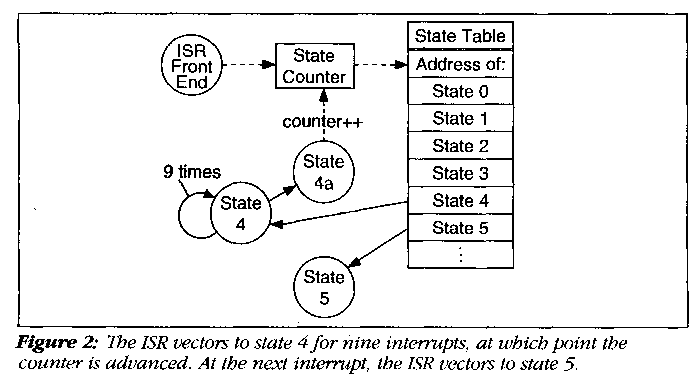 ISR
Front
End
State
Counter
State Table
Address of:
State 0
State 1
State 2
State 3
State 4
State 5
⋮
counter++
State
4a
9 times
State
4
State
5
Figure 2: The ISR vectors to state 4 for nine interrupts, at which point the
counter is advanced. At the next interrupt, the ISR vectors to state 5.